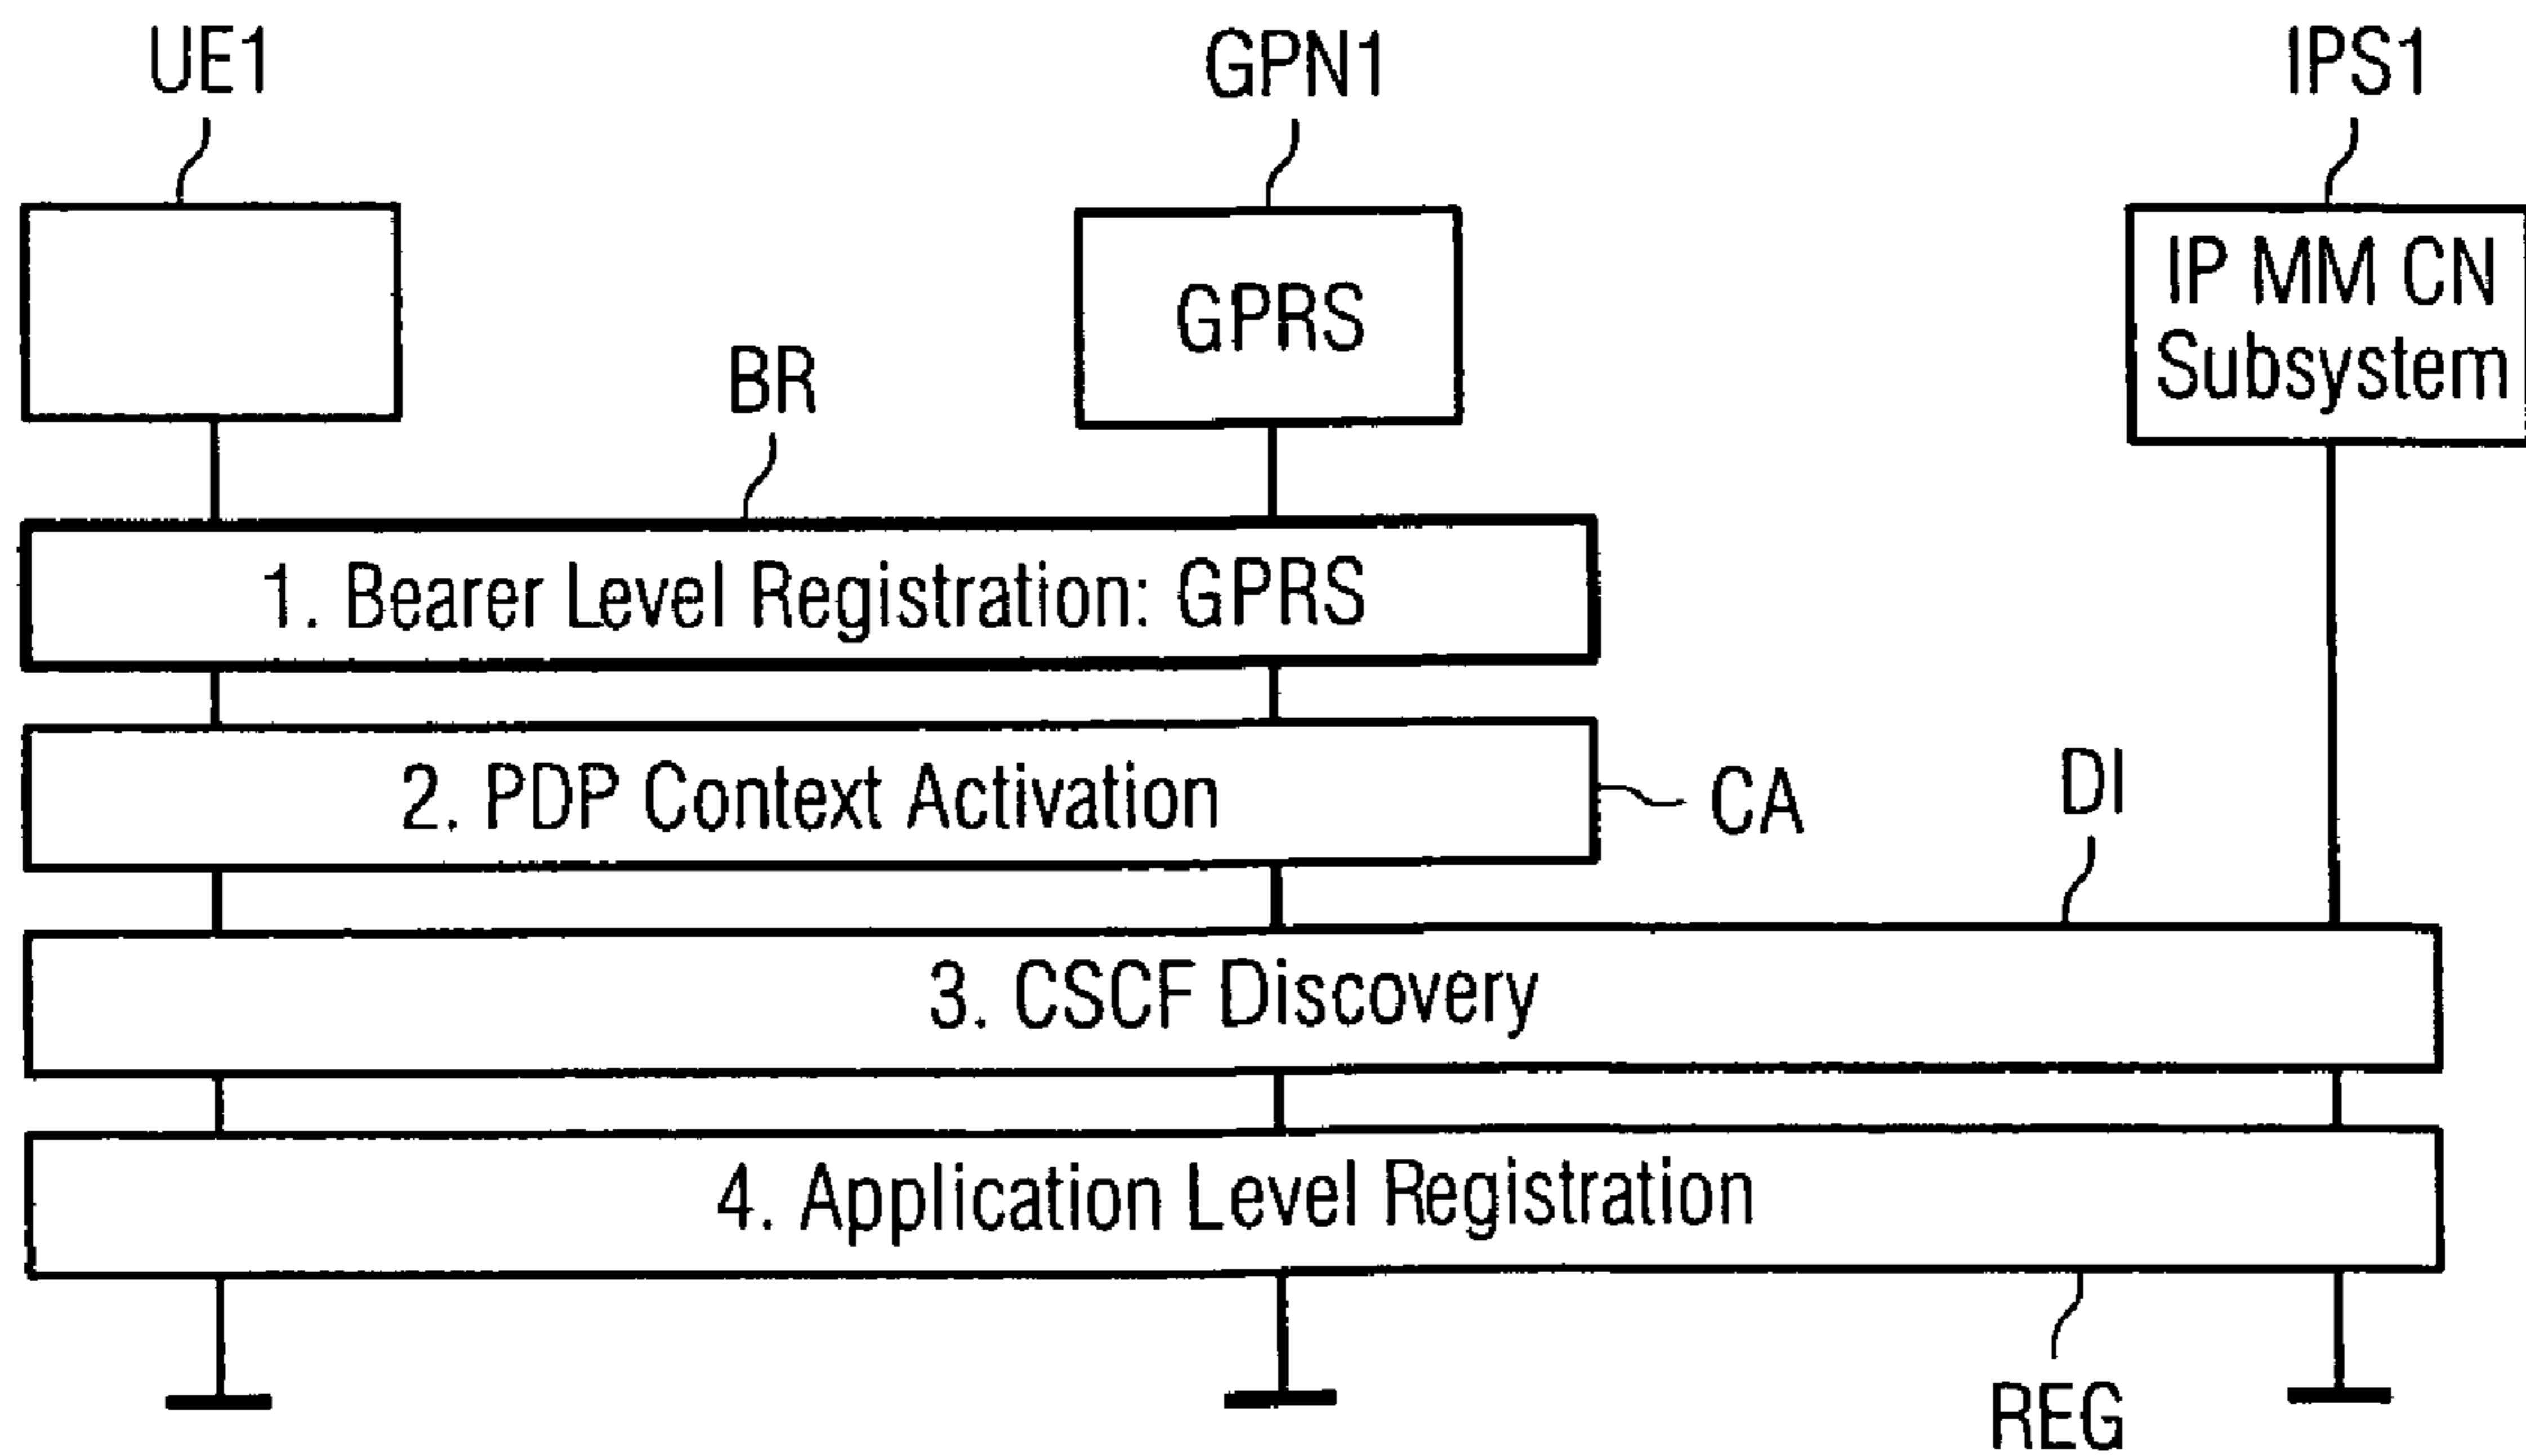 UE1
GPN1
IPS1
GPRS
IP MM CN
Subsystem
BR
1. Bearer Level Registration: GPRS
2. PDP Context Activation
CA
DI
3. CSCF Discovery
4. Application Level Registration
REG